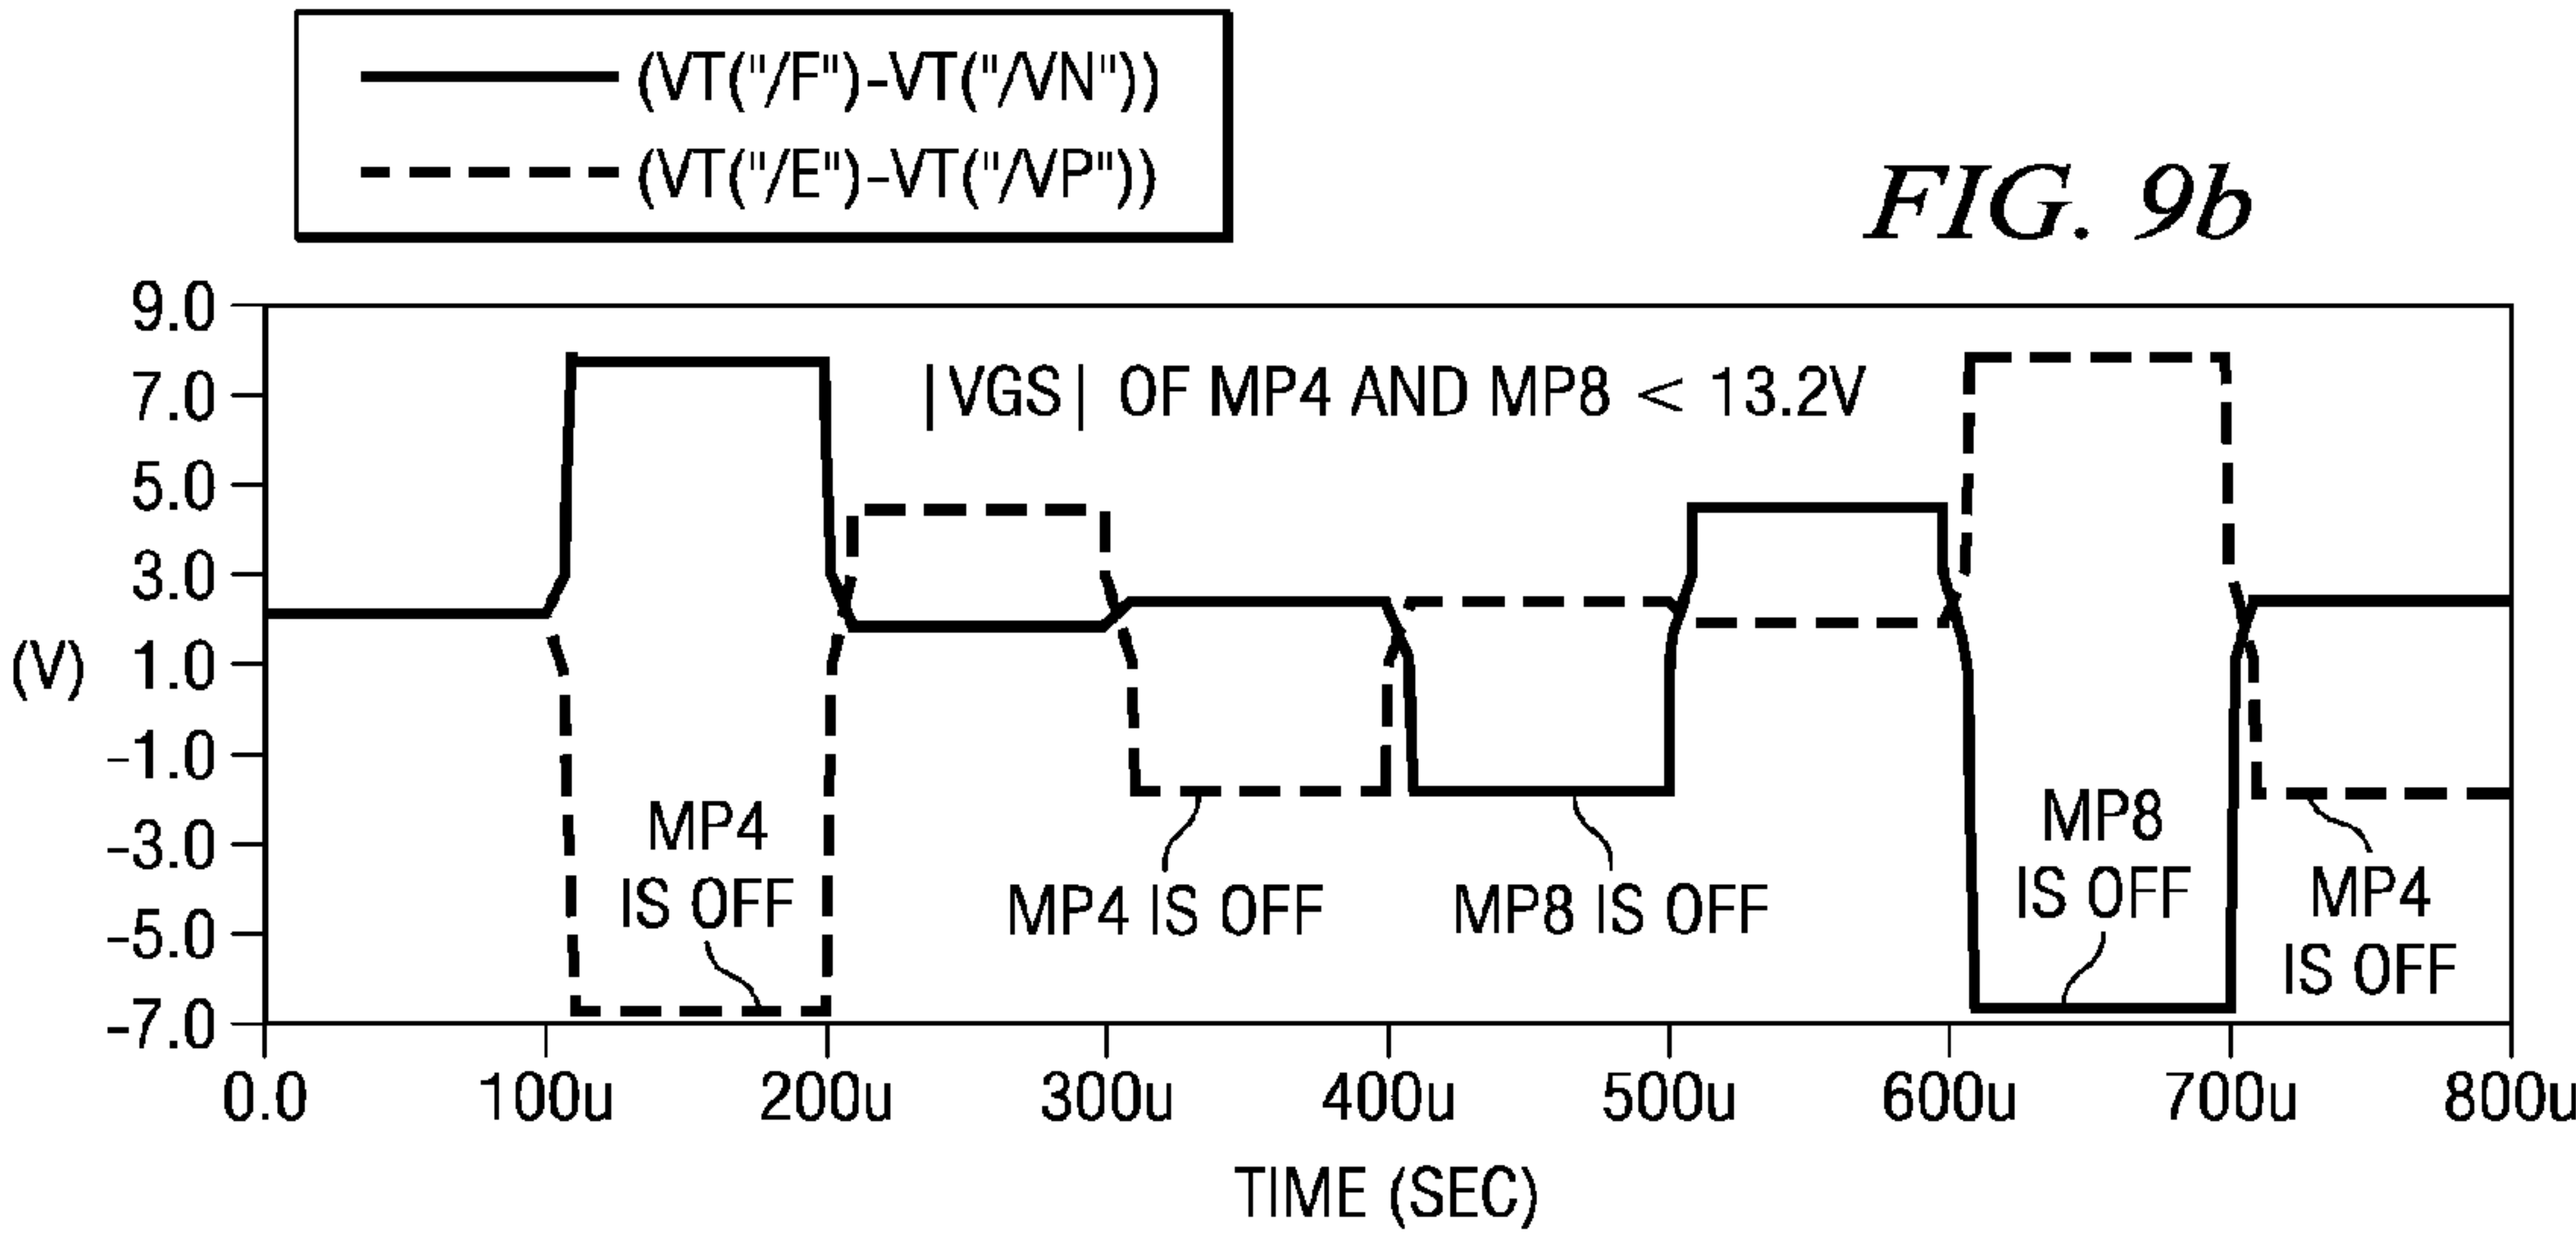 (VT("/F")-VT("/VN"))
(VT("/E")-VT("/VP"))
FIG. 9b
9.0
7.0
5.0
3.0
1.0
-1.0
-3.0
-5.0
-7.0
(V)
|VGS| OF MP4 AND MP8 < 13.2V
MP4
IS OFF
MP4 IS OFF
MP8 IS OFF
MP8
IS OFF
MP4
IS OFF
0.0 100u 200u 300u 400u 500u 600u 700u 800u
TIME (SEC)